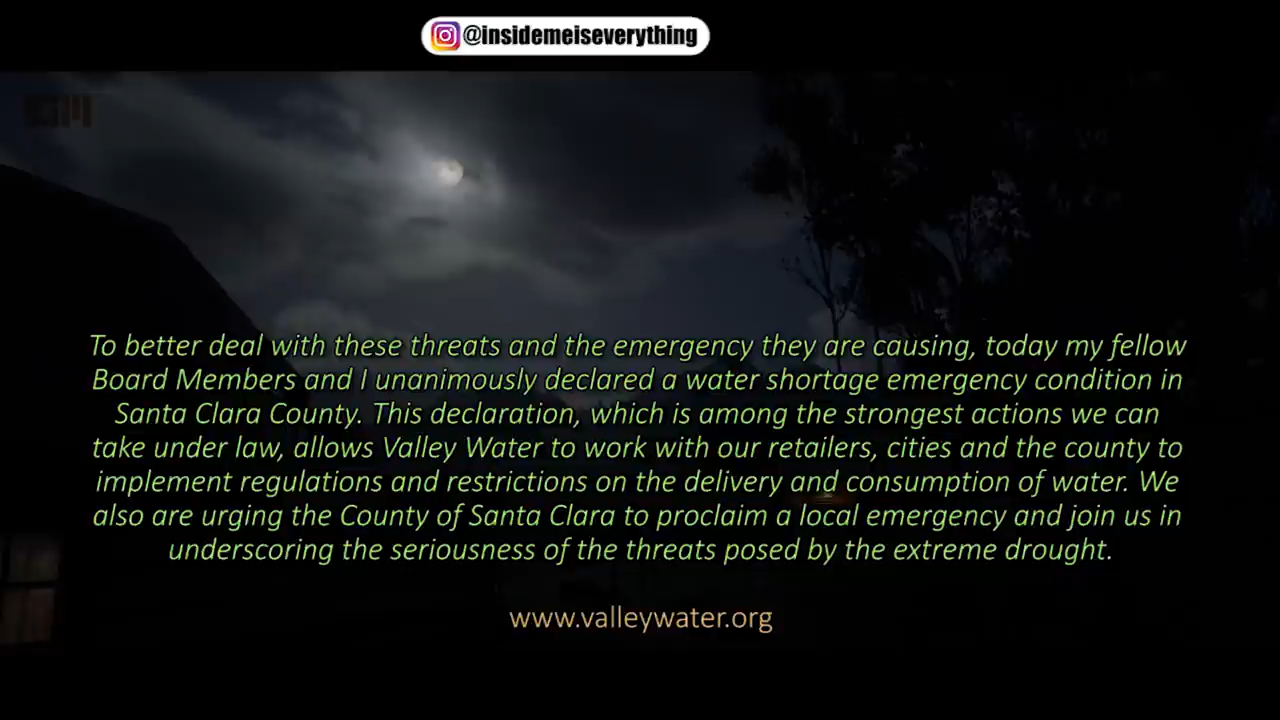 @insidemeiseverything
To better deal with these threats and the emergency they are causing, today my fellow
Board Members and I unanimously declared a water shortage emergency condition in
Santa Clara County. This declaration, which is among the strongest actions we can
take under law, allows Valley Water to work with our retailers, cities and the county to
implement regulations and restrictions on the delivery and consumption of water. We
also are urging the County of Santa Clara to proclaim a local emergency and join us in
underscoring the seriousness of the threats posed by the extreme drought.
www.valleywater.org